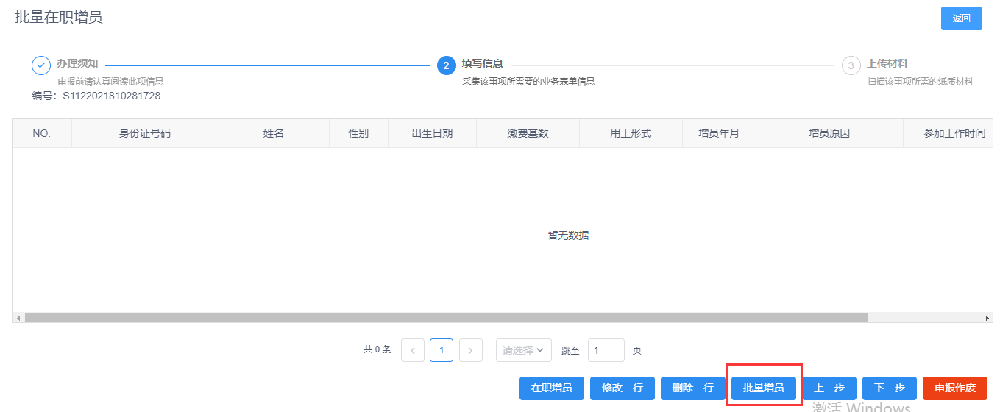 批量在职增员
返回
办理须知
申报前请认真阅读此项信息
2
填写信息
采集该事项所需要的业务表单信息
3
上传材料
扫描该事项所需的纸质材料
编号：S1122021810281728
NO. 身份证号码 姓名 性别 出生日期 缴费基数 用工形式 增员年月 增员原因 参加工作时间
暂无数据
共 0 条 1 请选择 跳至 1 页
在职增员 修改一行 删除一行 批量增员 上一步 下一步 申报作废
激活 Windows